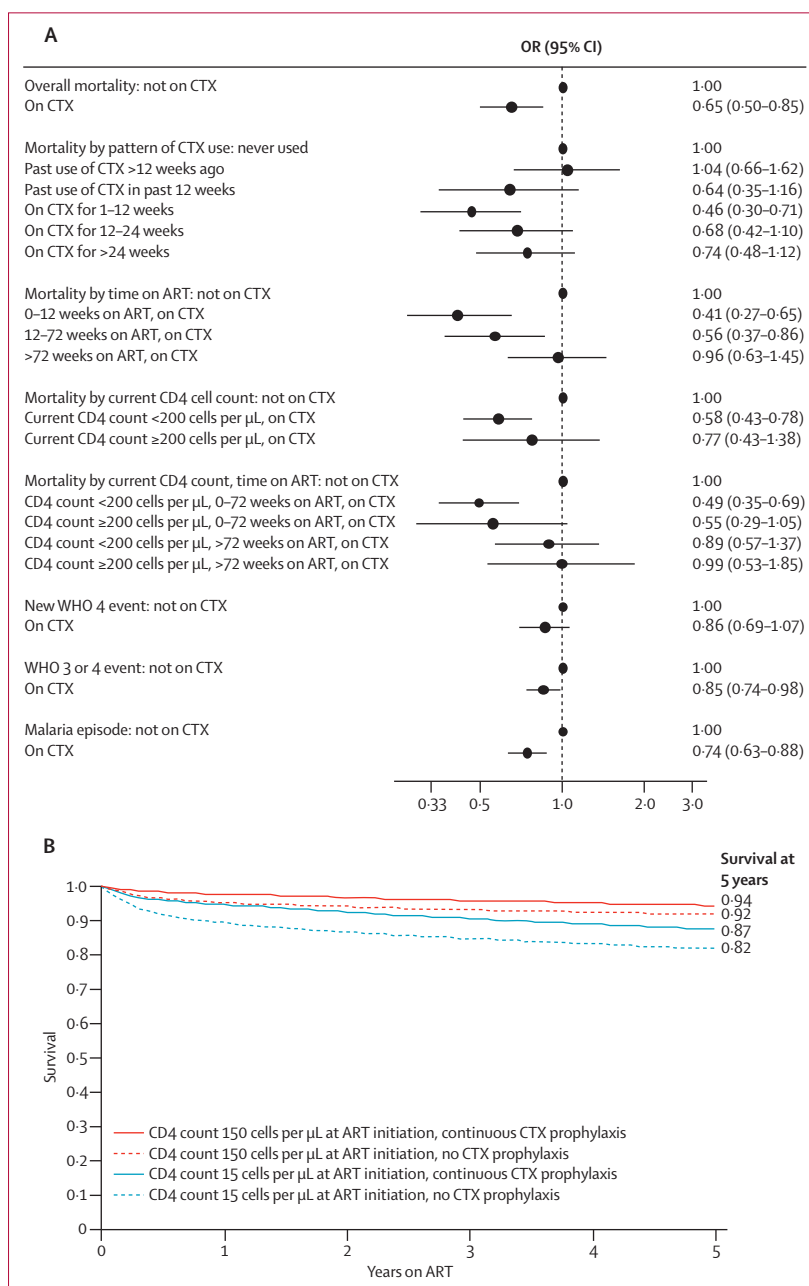 A
OR (95% CI)
Overall mortality: not on CTX 1·00
On CTX 0·65 (0·50–0·85)
Mortality by pattern of CTX use: never used 1·00
Past use of CTX >12 weeks ago 1·04 (0·66–1·62)
Past use of CTX in past 12 weeks 0·64 (0·35–1·16)
On CTX for 1–12 weeks 0·46 (0·30–0·71)
On CTX for 12–24 weeks 0·68 (0·42–1·10)
On CTX for >24 weeks 0·74 (0·48–1·12)
Mortality by time on ART: not on CTX 1·00
0–12 weeks on ART, on CTX 0·41 (0·27–0·65)
12–72 weeks on ART, on CTX 0·56 (0·37–0·86)
>72 weeks on ART, on CTX 0·96 (0·63–1·45)
Mortality by current CD4 cell count: not on CTX 1·00
Current CD4 count <200 cells per µL, on CTX 0·58 (0·43–0·78)
Current CD4 count ≥200 cells per µL, on CTX 0·77 (0·43–1·38)
Mortality by current CD4 count, time on ART: not on CTX 1·00
CD4 count <200 cells per µL, 0–72 weeks on ART, on CTX 0·49 (0·35–0·69)
CD4 count ≥200 cells per µL, 0–72 weeks on ART, on CTX 0·55 (0·29–1·05)
CD4 count <200 cells per µL, >72 weeks on ART, on CTX 0·89 (0·57–1·37)
CD4 count ≥200 cells per µL, >72 weeks on ART, on CTX 0·99 (0·53–1·85)
New WHO 4 event: not on CTX 1·00
On CTX 0·86 (0·69–1·07)
WHO 3 or 4 event: not on CTX 1·00
On CTX 0·85 (0·74–0·98)
Malaria episode: not on CTX 1·00
On CTX 0·74 (0·63–0·88)
0·33 0·5 1·0 2·0 3·0
B
Survival at
5 years
0·94
0·92
0·87
0·82
1·0
0·9
0·8
0·7
0·6
0·5
0·4
0·3
0·2
0·1
0
Survival
CD4 count 150 cells per µL at ART initiation, continuous CTX prophylaxis
CD4 count 150 cells per µL at ART initiation, no CTX prophylaxis
CD4 count 15 cells per µL at ART initiation, continuous CTX prophylaxis
CD4 count 15 cells per µL at ART initiation, no CTX prophylaxis
0 1 2 3 4 5
Years on ART